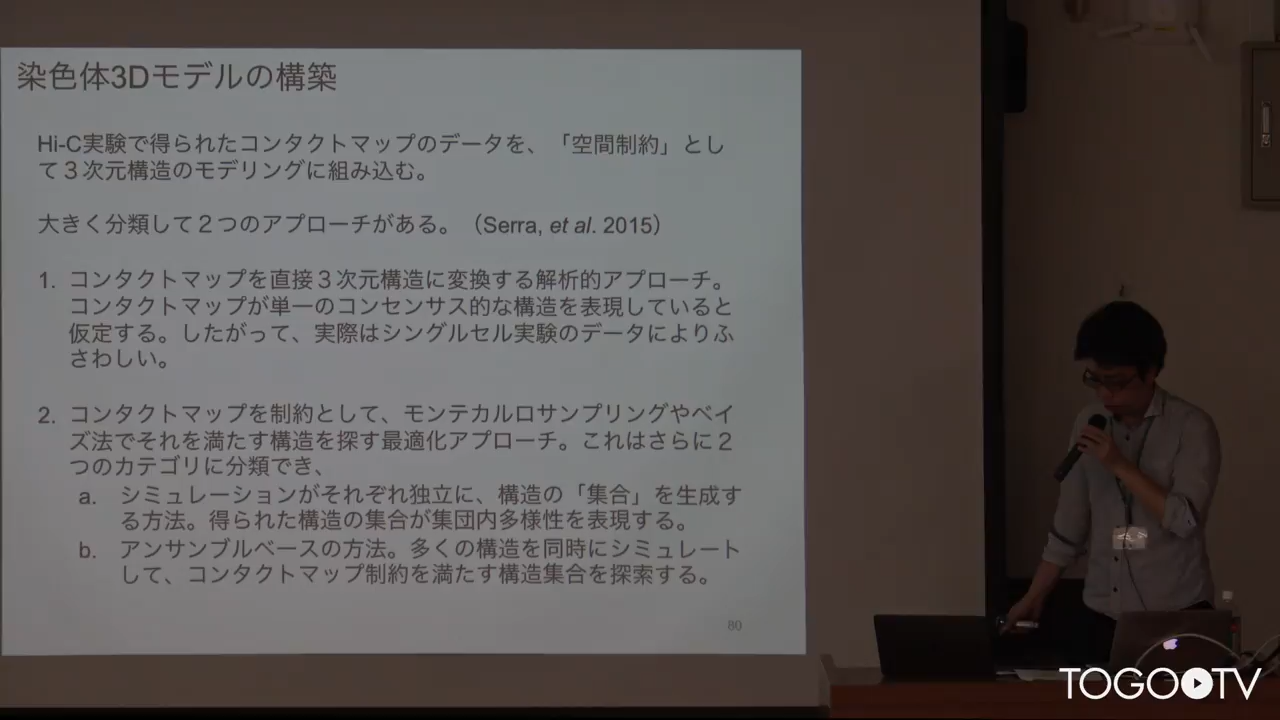 染色体3Dモデルの構築
Hi-C実験で得られたコンタクトマップのデータを、「空間制約」とし
て３次元構造のモデリングに組み込む。
大きく分類して２つのアプローチがある。（Serra, et al. 2015）
1. コンタクトマップを直接３次元構造に変換する解析的アプローチ。
コンタクトマップが単一のコンセンサス的な構造を表現していると
仮定する。したがって、実際はシングルセル実験のデータによりふ
さわしい。
2. コンタクトマップを制約として、モンテカルロサンプリングやベイ
ズ法でそれを満たす構造を探す最適化アプローチ。これはさらに２
つのカテゴリに分類でき、
a. シミュレーションがそれぞれ独立に、構造の「集合」を生成す
る方法。得られた構造の集合が集団内多様性を表現する。
b. アンサンブルベースの方法。多くの構造を同時にシミュレート
して、コンタクトマップ制約を満たす構造集合を探索する。
80
TOGOTV